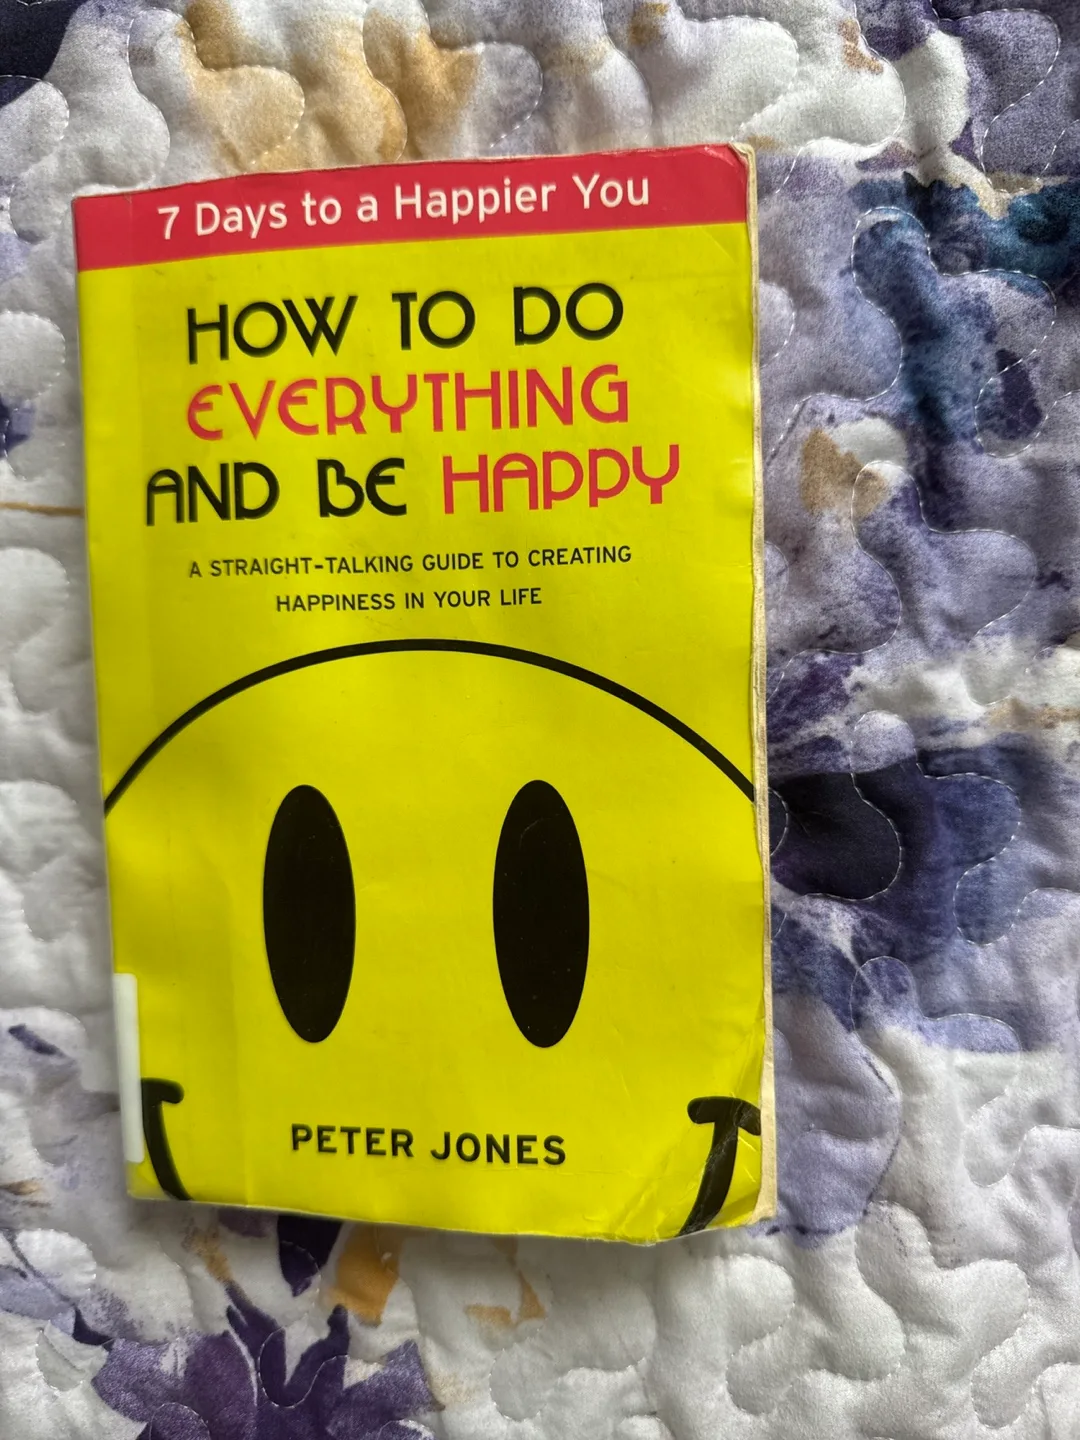 7 Days to a Happier You
HOW TO DO
EVERYTHING
AND BE HAPPY
A STRAIGHT-TALKING GUIDE TO CREATING
HAPPINESS IN YOUR LIFE
PETER JONES